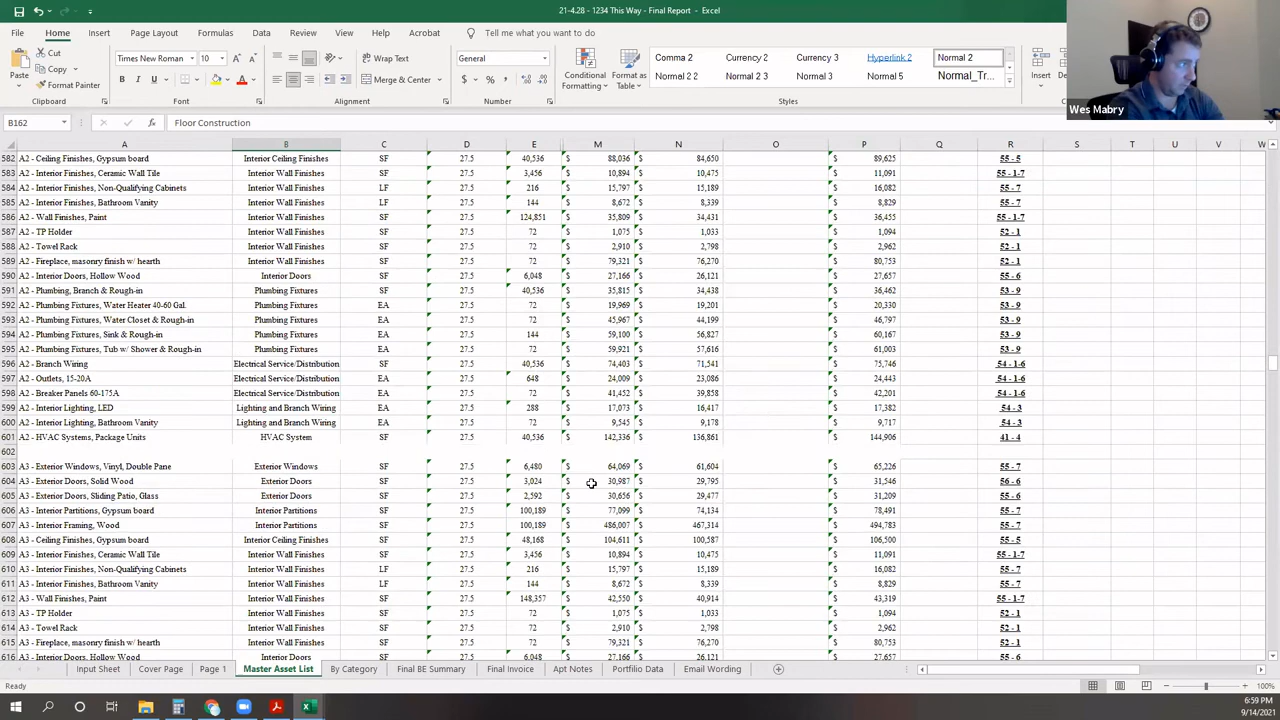 21-4.28 - 1234 This Way - Final Report - Excel
File Home Insert Page Layout Formulas Data Review View Help Acrobat Tell me what you want to do
Paste Cut Copy Format Painter Times New Roman 10 B I U Wrap Text Merge & Center General $ % Conditional Formatting Format as Table Comma 2 Currency 2 Currency 3 Hyperlink 2 Normal 2 Normal 2 2 Normal 3 Normal 5 Normal_Tr... Insert
Clipboard Font Alignment Number Styles
Wes Mabry
B162 Floor Construction
A B C D E M N O P Q R S T U V W
582 A2 - Ceiling Finishes, Gypsum board Interior Ceiling Finishes SF 27.5 40,536 $ 88,036 $ 84,650 $ 89,625 55 - 5
583 A2 - Interior Finishes, Ceramic Wall Tile Interior Wall Finishes SF 27.5 3,456 $ 10,894 $ 10,475 $ 11,091 55 - 1-7
584 A2 - Interior Finishes, Non-Qualifying Cabinets Interior Wall Finishes LF 27.5 216 $ 15,797 $ 15,189 $ 16,082 55 - 7
585 A2 - Interior Finishes, Bathroom Vanity Interior Wall Finishes LF 27.5 144 $ 8,672 $ 8,339 $ 8,829 55 - 7
586 A2 - Wall Finishes, Paint Interior Wall Finishes SF 27.5 124,851 $ 35,809 $ 34,431 $ 36,455 55 - 1-7
587 A2 - TP Holder Interior Wall Finishes SF 27.5 72 $ 1,075 $ 1,033 $ 1,094 52 - 1
588 A2 - Towel Rack Interior Wall Finishes SF 27.5 72 $ 2,910 $ 2,798 $ 2,962 52 - 1
589 A2 - Fireplace, masonry finish w/ hearth Interior Wall Finishes SF 27.5 72 $ 79,321 $ 76,270 $ 80,753 52 - 1
590 A2 - Interior Doors, Hollow Wood Interior Doors SF 27.5 6,048 $ 27,166 $ 26,121 $ 27,657 55 - 6
591 A2 - Plumbing, Branch & Rough-in Plumbing Fixtures SF 27.5 40,536 $ 35,815 $ 34,438 $ 36,462 53 - 9
592 A2 - Plumbing Fixtures, Water Heater 40-60 Gal. Plumbing Fixtures EA 27.5 72 $ 19,969 $ 19,201 $ 20,330 53 - 9
593 A2 - Plumbing Fixtures, Water Closet & Rough-in Plumbing Fixtures EA 27.5 72 $ 45,967 $ 44,199 $ 46,797 53 - 9
594 A2 - Plumbing Fixtures, Sink & Rough-in Plumbing Fixtures EA 27.5 144 $ 59,100 $ 56,827 $ 60,167 53 - 9
595 A2 - Plumbing Fixtures, Tub w/ Shower & Rough-in Plumbing Fixtures EA 27.5 72 $ 59,921 $ 57,616 $ 61,003 53 - 9
596 A2 - Branch Wiring Electrical Service/Distribution SF 27.5 40,536 $ 74,403 $ 71,541 $ 75,746 54 - 1-6
597 A2 - Outlets, 15-20A Electrical Service/Distribution EA 27.5 648 $ 24,009 $ 23,086 $ 24,443 54 - 1-6
598 A2 - Breaker Panels 60-175A Electrical Service/Distribution EA 27.5 72 $ 41,452 $ 39,858 $ 42,201 54 - 1-6
599 A2 - Interior Lighting, LED Lighting and Branch Wiring EA 27.5 288 $ 17,073 $ 16,417 $ 17,382 54 - 3
600 A2 - Interior Lighting, Bathroom Vanity Lighting and Branch Wiring EA 27.5 72 $ 9,545 $ 9,178 $ 9,717 54 - 3
601 A2 - HVAC Systems, Package Units HVAC System SF 27.5 40,536 $ 142,336 $ 136,861 $ 144,906 41 - 4
602
603 A3 - Exterior Windows, Vinyl, Double Pane Exterior Windows SF 27.5 6,480 $ 64,069 $ 61,604 $ 65,226 55 - 7
604 A3 - Exterior Doors, Solid Wood Exterior Doors SF 27.5 3,024 $ 30,987 $ 29,795 $ 31,546 56 - 6
605 A3 - Exterior Doors, Sliding Patio, Glass Exterior Doors SF 27.5 2,592 $ 30,656 $ 29,477 $ 31,209 55 - 6
606 A3 - Interior Partitions, Gypsum board Interior Partitions SF 27.5 100,189 $ 77,099 $ 74,134 $ 78,491 55 - 7
607 A3 - Interior Framing, Wood Interior Partitions SF 27.5 100,189 $ 486,007 $ 467,314 $ 494,783 55 - 7
608 A3 - Ceiling Finishes, Gypsum board Interior Ceiling Finishes SF 27.5 48,168 $ 104,611 $ 100,587 $ 106,500 55 - 5
609 A3 - Interior Finishes, Ceramic Wall Tile Interior Wall Finishes SF 27.5 3,456 $ 10,894 $ 10,475 $ 11,091 55 - 1-7
610 A3 - Interior Finishes, Non-Qualifying Cabinets Interior Wall Finishes LF 27.5 216 $ 15,797 $ 15,189 $ 16,082 55 - 7
611 A3 - Interior Finishes, Bathroom Vanity Interior Wall Finishes LF 27.5 144 $ 8,672 $ 8,339 $ 8,829 55 - 7
612 A3 - Wall Finishes, Paint Interior Wall Finishes SF 27.5 148,357 $ 42,550 $ 40,914 $ 43,319 55 - 1-7
613 A3 - TP Holder Interior Wall Finishes SF 27.5 72 $ 1,075 $ 1,033 $ 1,094 52 - 1
614 A3 - Towel Rack Interior Wall Finishes SF 27.5 72 $ 2,910 $ 2,798 $ 2,962 52 - 1
615 A3 - Fireplace, masonry finish w/ hearth Interior Wall Finishes SF 27.5 72 $ 79,321 $ 76,270 $ 80,753 52 - 1
616 A3 - Interior Doors, Hollow Wood Interior Doors SF 27.5 6,048 $ 27,166 $ 26,121 $ 27,657 55 - 6
Input Sheet Cover Page Page 1 Master Asset List By Category Final BE Summary Final Invoice Apt Notes Portfolio Data Email Wording
Ready 100%
6:59 PM
9/14/2021